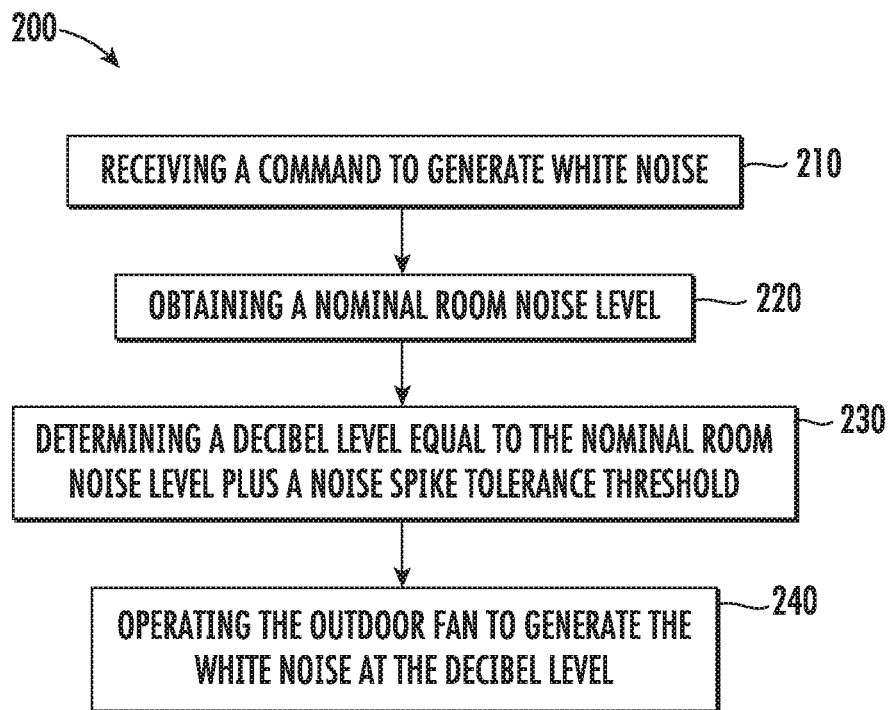 200
RECEIVING A COMMAND TO GENERATE WHITE NOISE
210
OBTAINING A NOMINAL ROOM NOISE LEVEL
220
DETERMINING A DECIBEL LEVEL EQUAL TO THE NOMINAL ROOM
NOISE LEVEL PLUS A NOISE SPIKE TOLERANCE THRESHOLD
230
OPERATING THE OUTDOOR FAN TO GENERATE THE
WHITE NOISE AT THE DECIBEL LEVEL
240